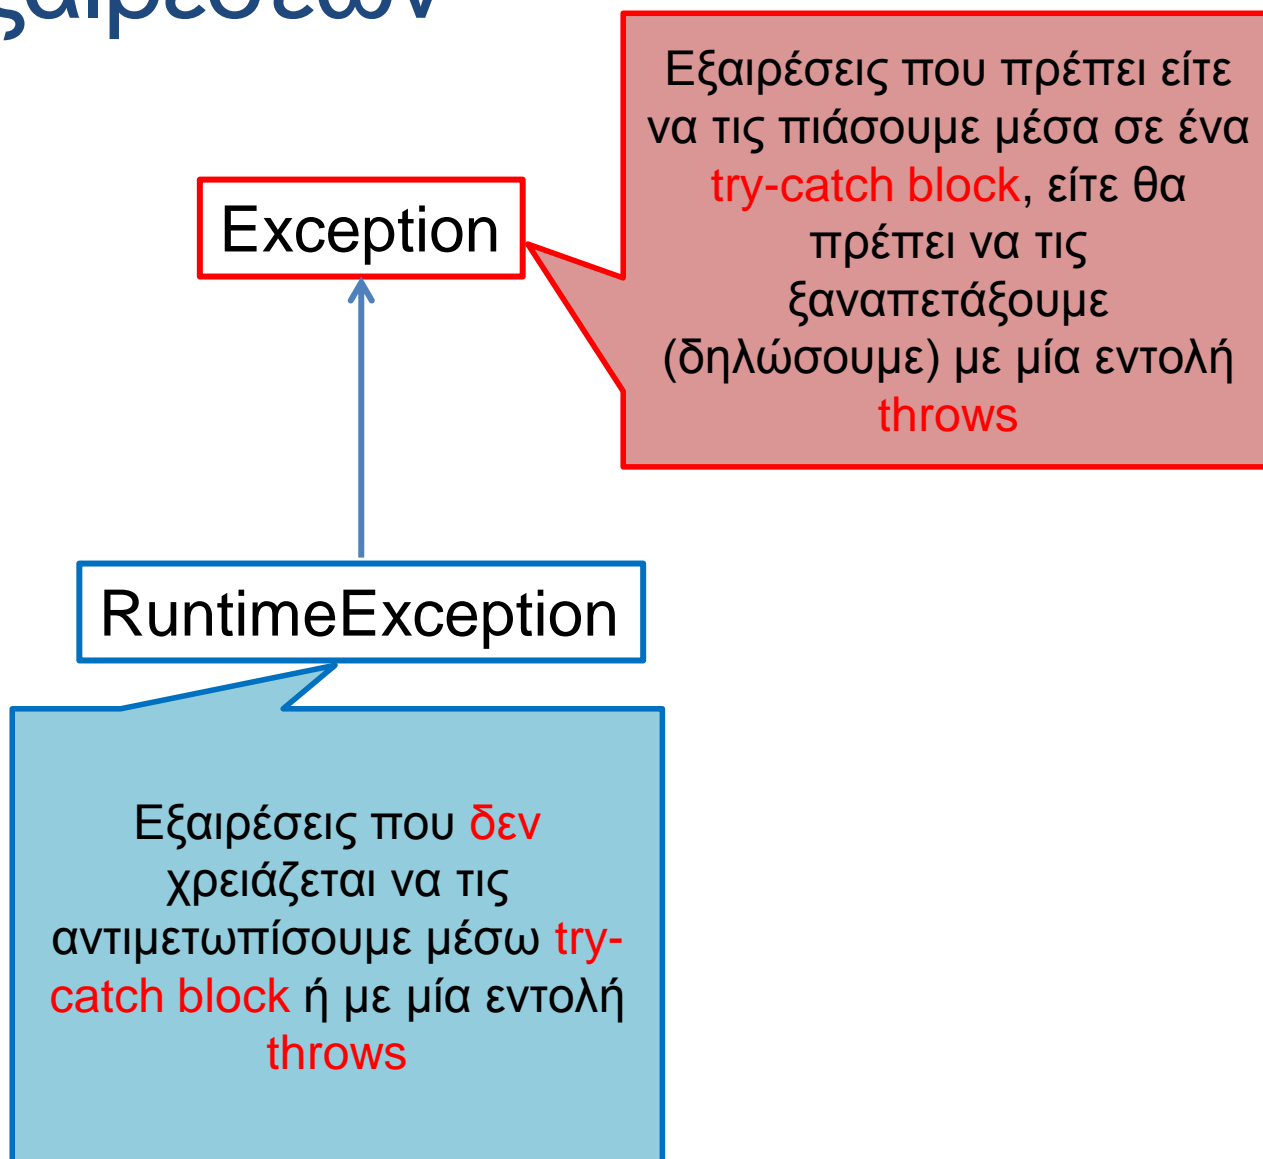 Εξαιρέσεις που πρέπει είτε
να τις πιάσουμε μέσα σε ένα
try-catch block, είτε θα
πρέπει να τις
ξαναπετάξουμε
(δηλώσουμε) με μία εντολή
throws
Exception
RuntimeException
Εξαιρέσεις που δεν
χρειάζεται να τις
αντιμετωπίσουμε μέσω try-
catch block ή με μία εντολή
throws